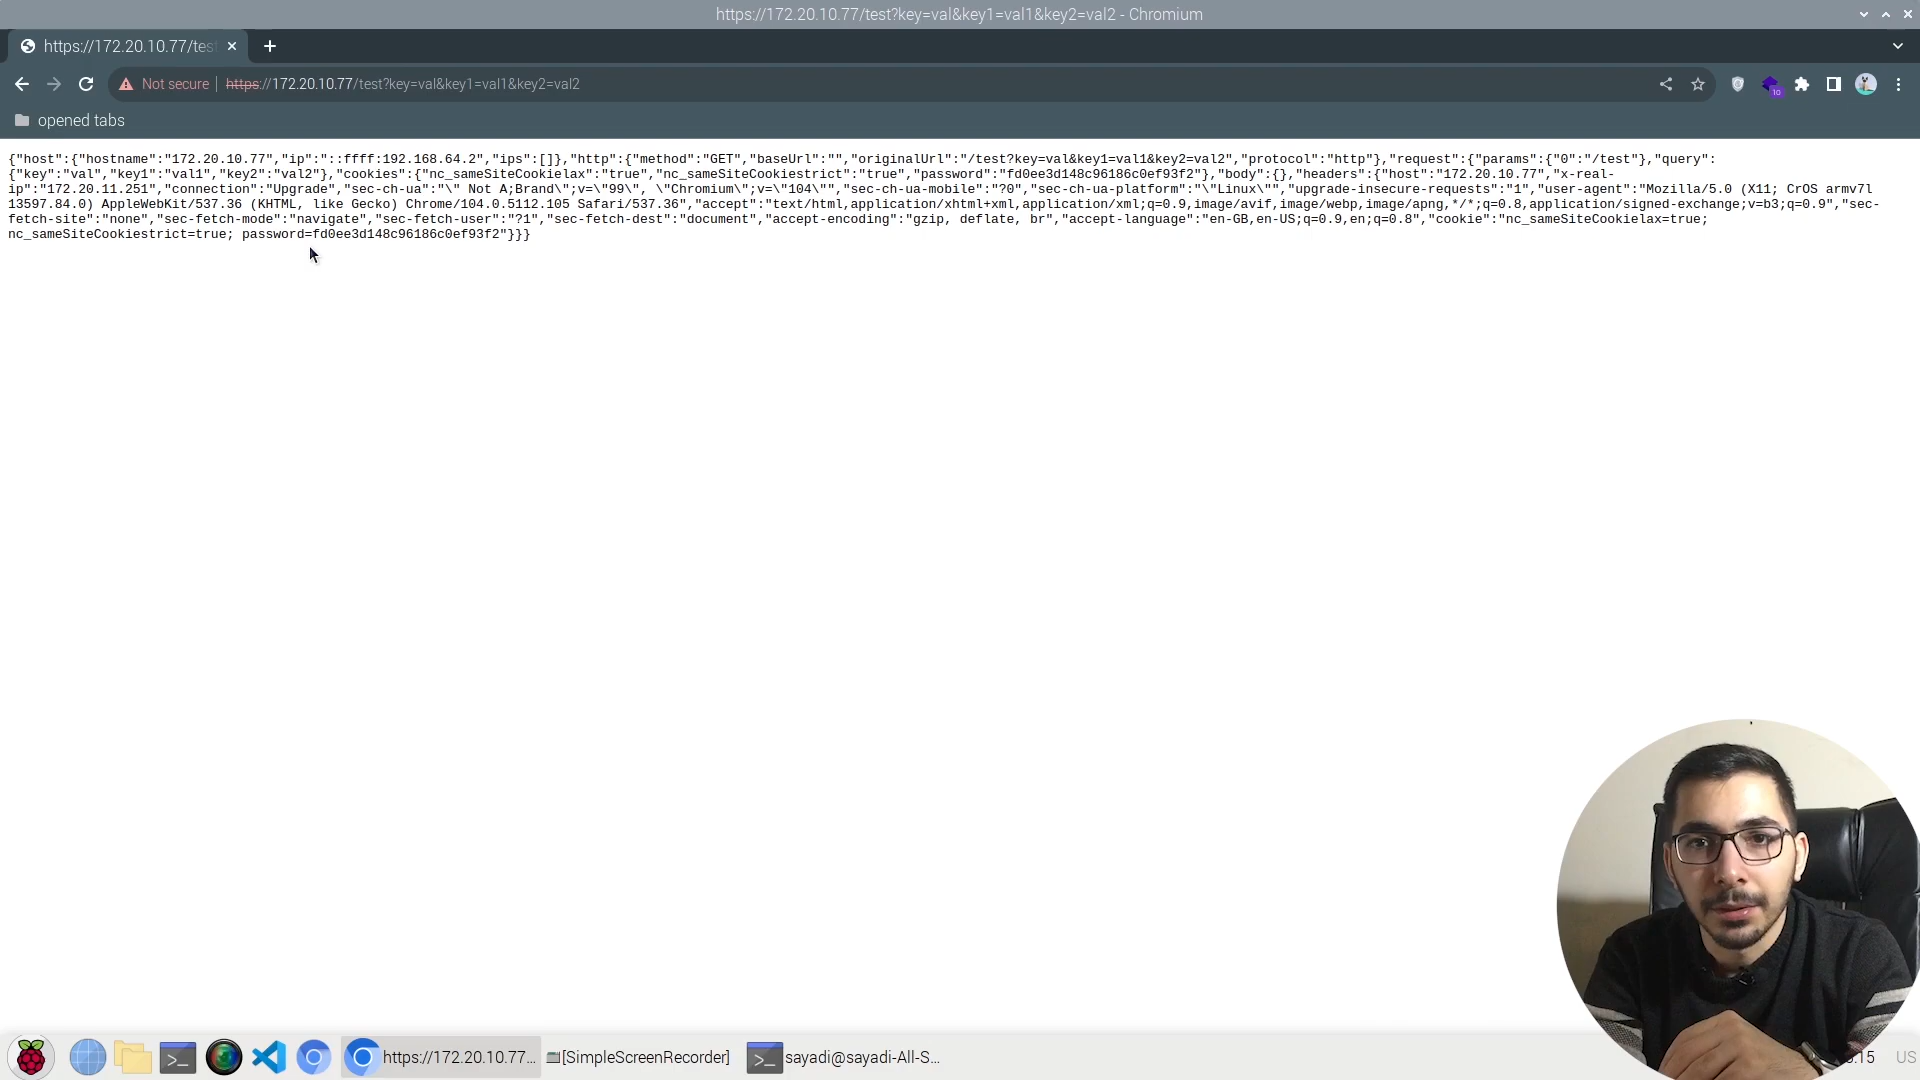 https://172.20.10.77/test?key=val&key1=val1&key2=val2 - Chromium
https://172.20.10.77/tes
Not secure
https://172.20.10.77/test?key=val&key1=val1&key2=val2
10
opened tabs
{"host":{"hostname":"172.20.10.77","ip":"::ffff:192.168.64.2","ips":[]},"http":{"method":"GET","baseUrl":"","originalUrl":"/test?key=val&key1=val1&key2=val2","protocol":"http"},"request":{"params":{"0":"/test"},"query":
{"key":"val","key1":"val1","key2":"val2"},"cookies":{"nc_sameSiteCookielax":"true","nc_sameSiteCookiestrict":"true","password":"fd0ee3d148c96186c0ef93f2"},"body":{},"headers":{"host":"172.20.10.77","x-real-
ip":"172.20.11.251","connection":"Upgrade","sec-ch-ua":"\" Not A;Brand\";v=\"99\", \"Chromium\";v=\"104\"","sec-ch-ua-mobile":"?0","sec-ch-ua-platform":"\"Linux\"","upgrade-insecure-requests":"1","user-agent":"Mozilla/5.0 (X11; CrOS armv7l
13597.84.0) AppleWebKit/537.36 (KHTML, like Gecko) Chrome/104.0.5112.105 Safari/537.36","accept":"text/html,application/xhtml+xml,application/xml;q=0.9,image/avif,image/webp,image/apng,*/*;q=0.8,application/signed-exchange;v=b3;q=0.9","sec-
fetch-site":"none","sec-fetch-mode":"navigate","sec-fetch-user":"?1","sec-fetch-dest":"document","accept-encoding":"gzip, deflate, br","accept-language":"en-GB,en-US;q=0.9,en;q=0.8","cookie":"nc_sameSiteCookielax=true;
nc_sameSiteCookiestrict=true; password=fd0ee3d148c96186c0ef93f2"}}}
https://172.20.10.77...
[SimpleScreenRecorder]
sayadi@sayadi-All-S...
:15
US